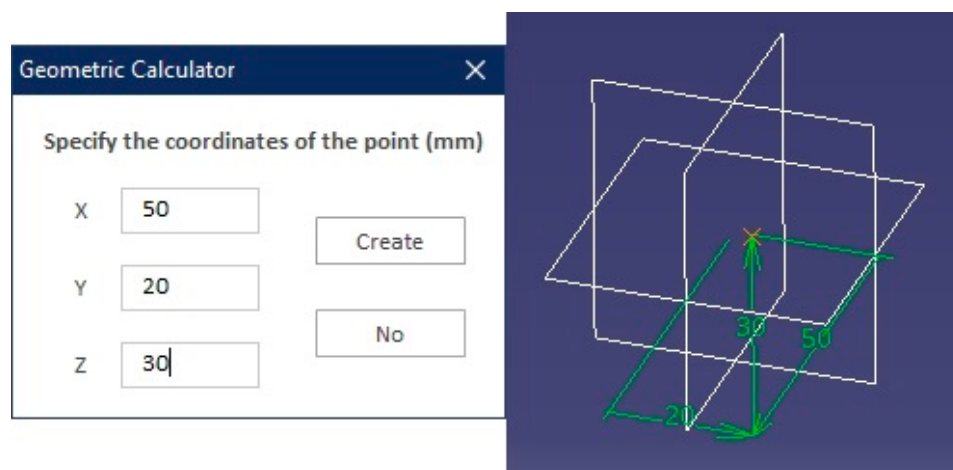 Geometric Calculator
Specify the coordinates of the point (mm)
X 50
Create
Y 20
No
Z 30
30
50
20